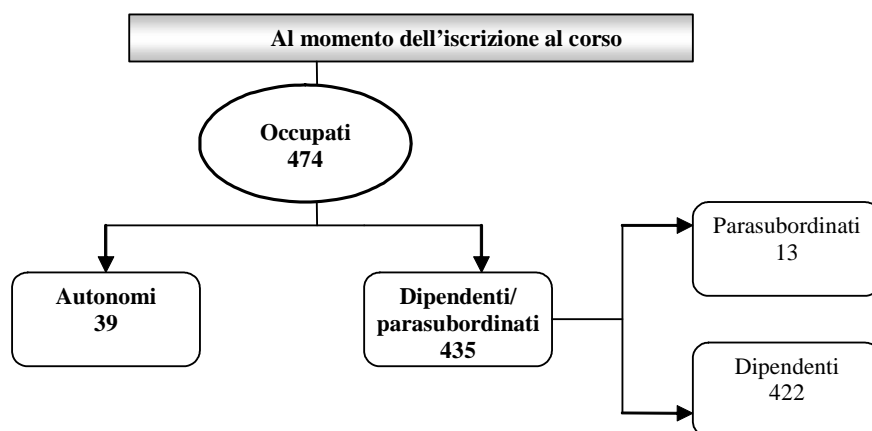 Al momento dell’iscrizione al corso
Occupati
474
Autonomi
39
Dipendenti/
parasubordinati
435
Parasubordinati
13
Dipendenti
422